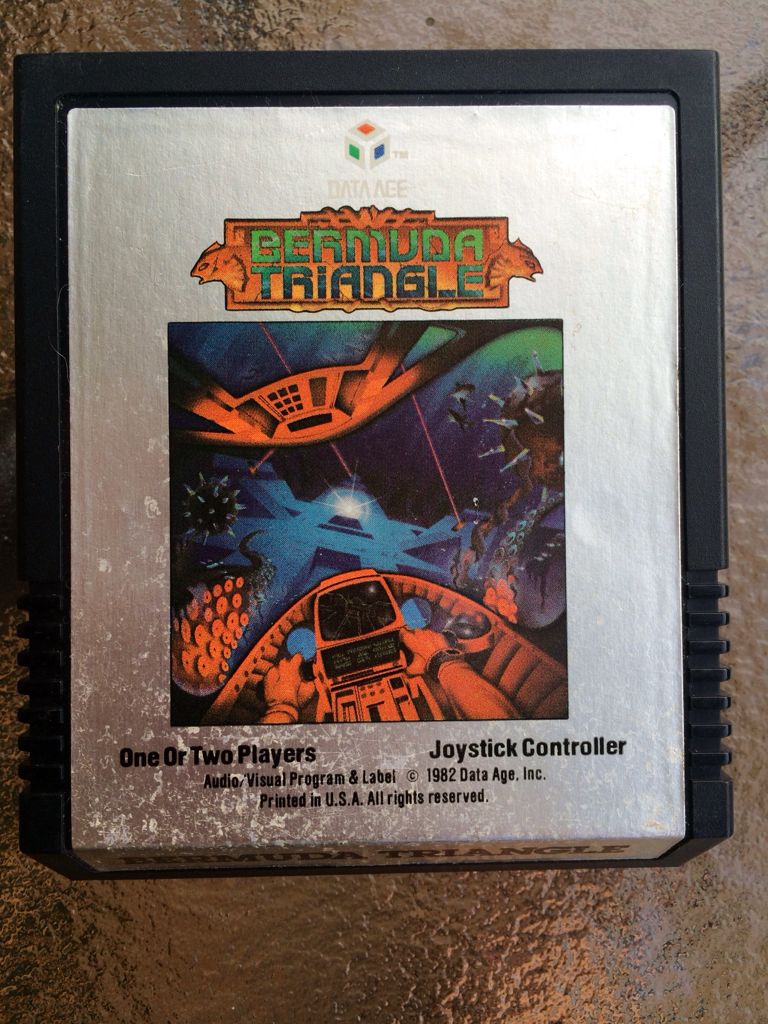 TM
DATA AGE
BERMUDA
TRIANGLE
One Or Two Players
Joystick Controller
Audio/Visual Program & Label © 1982 Data Age, Inc.
Printed in U.S.A. All rights reserved.
BERMUDA TRIANGLE